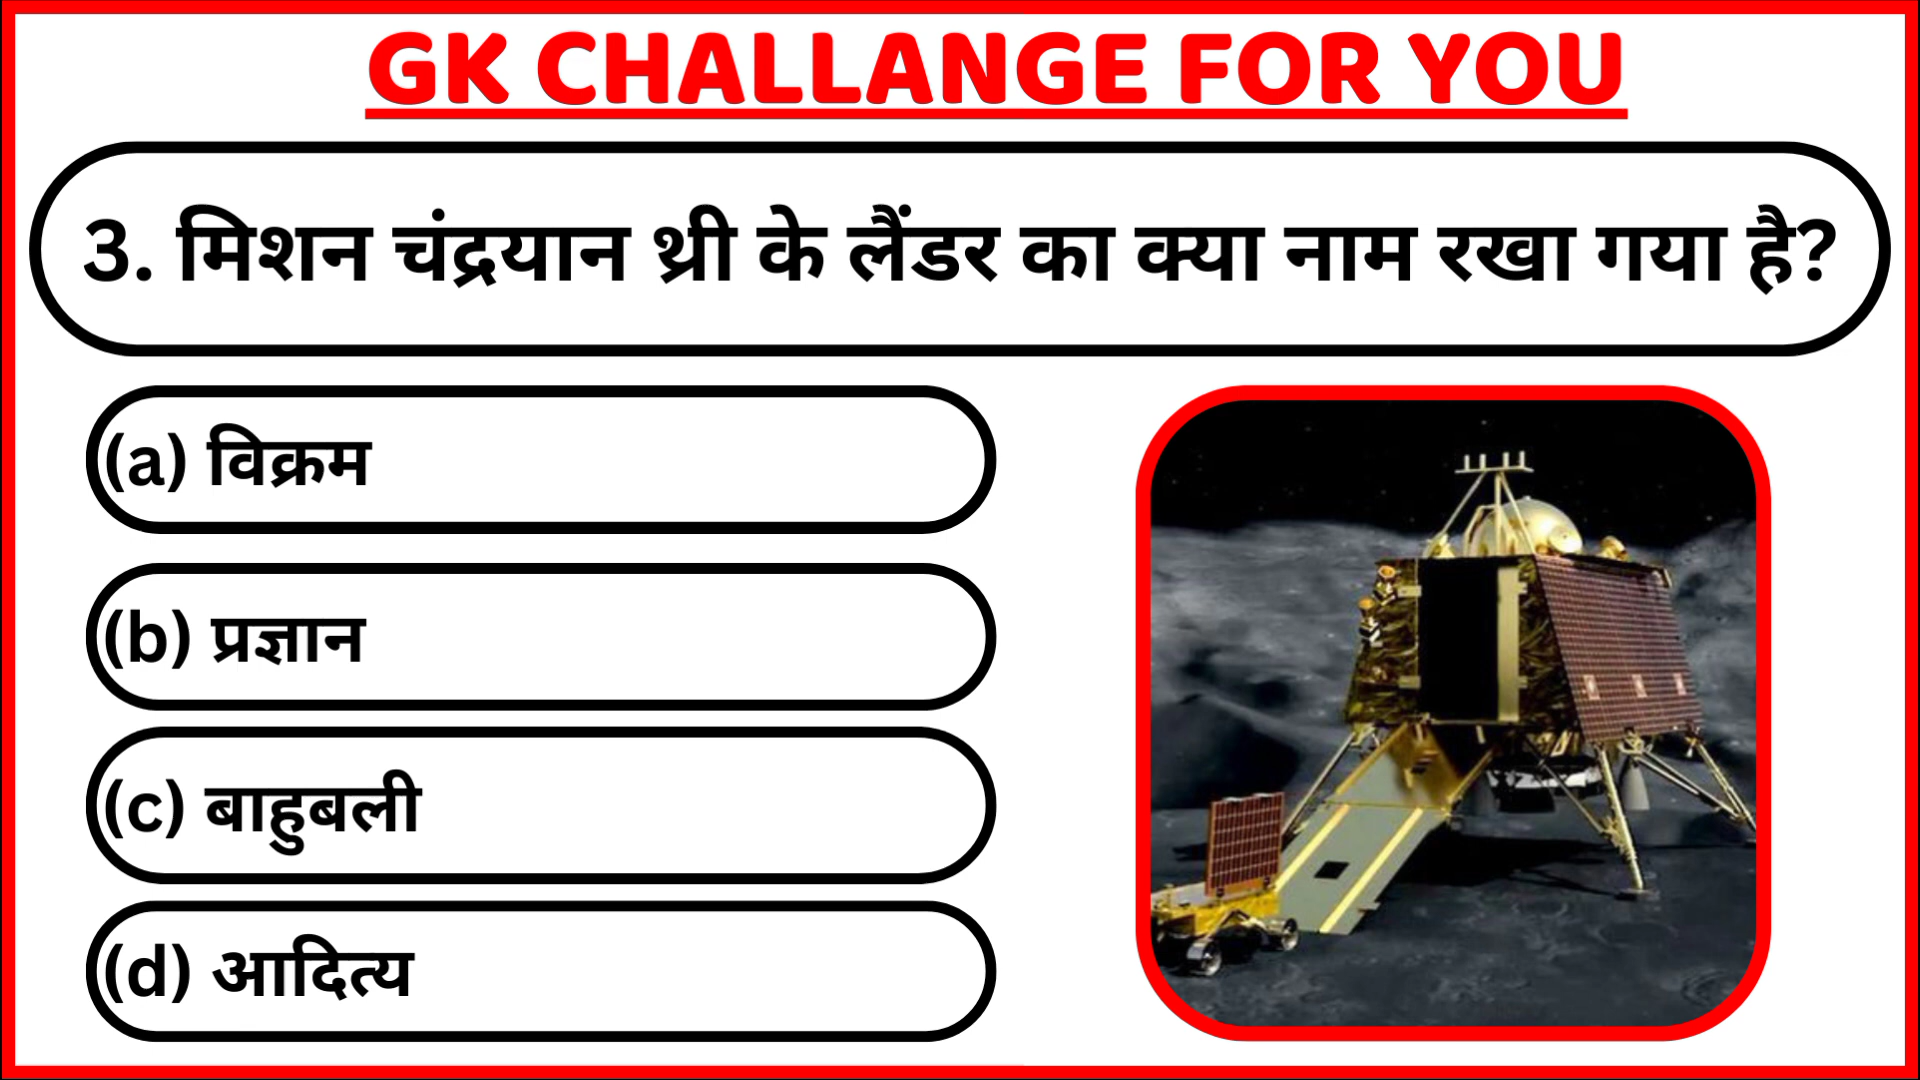 GK CHALLANGE FOR YOU
3. मिशन चंद्रयान थ्री के लैंडर का क्या नाम रखा गया है?
(a) विक्रम
(b) प्रज्ञान
(c) बाहुबली
(d) आदित्य